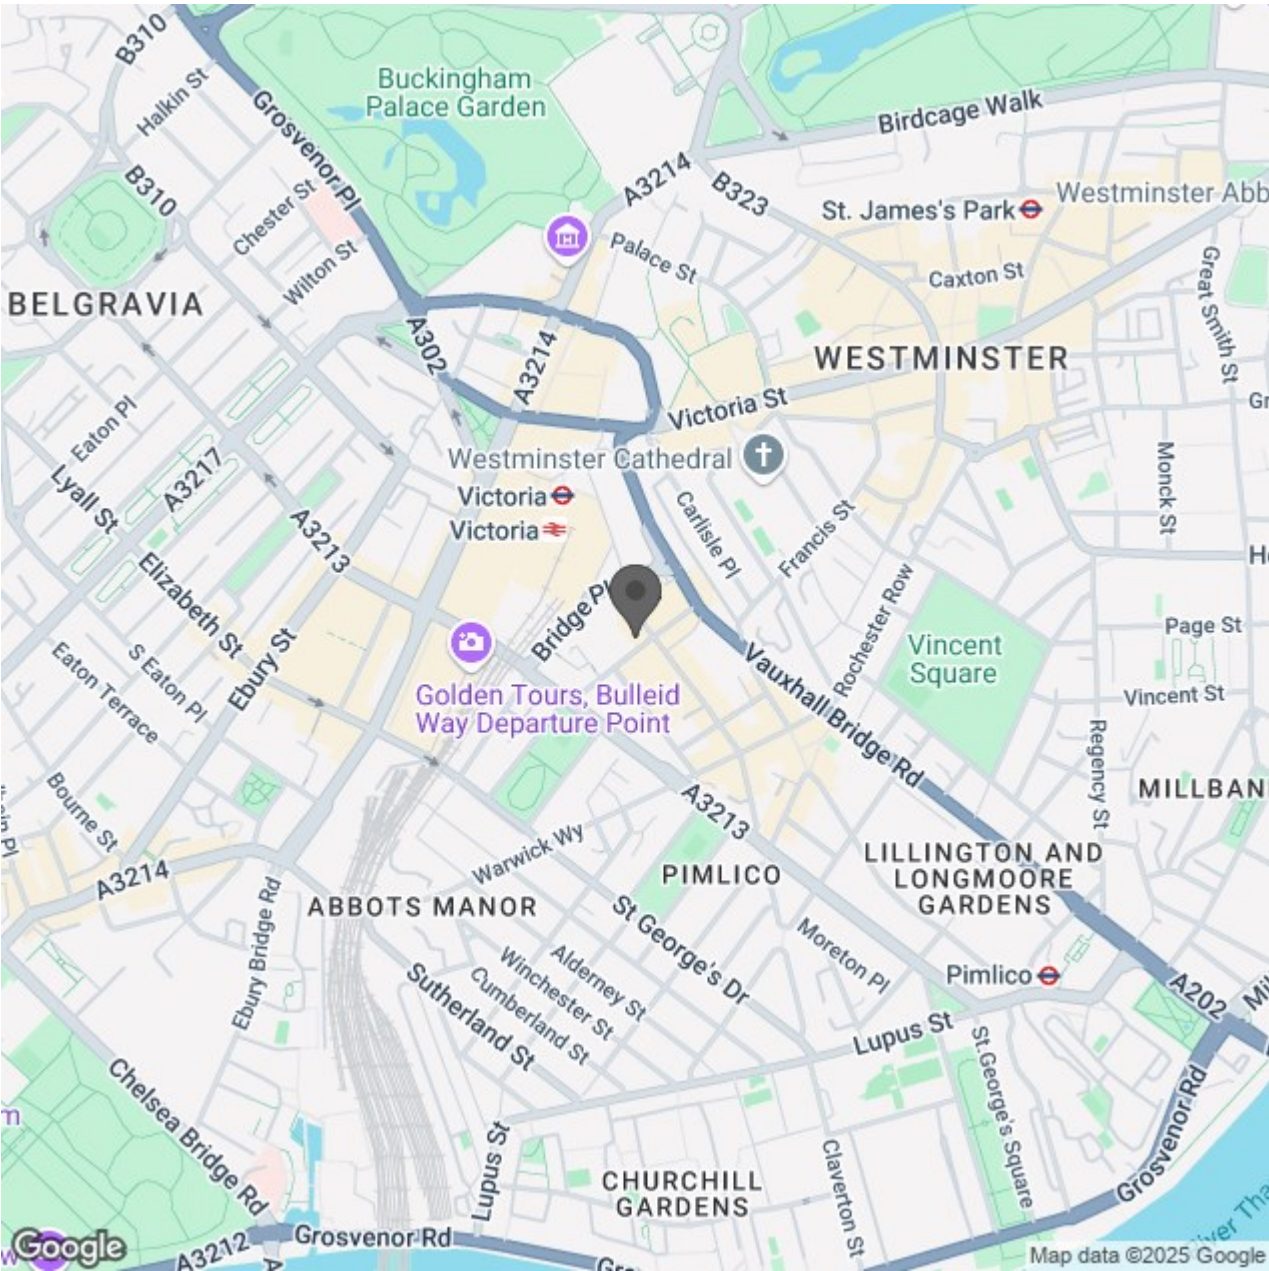 B310
Halkin St
Grosvenor Pl
Buckingham
Palace Garden
Birdcage Walk
A3214
B323
B310
Chester St
Wilton St
St. James's Park
Westminster Abb
Palace St
Caxton St
Great Smith St
BELGRAVIA
A302
A3214
WESTMINSTER
Victoria St
Gr
Eaton Pl
Westminster Cathedral
Monck St
A3217
Lyall St
Victoria
Victoria
Carlisle Pl
Francis St
A3213
Elizabeth St
Ebury St
Bridge Pl
Rochester Row
Page St
Vincent
Square
Eaton Terrace
S Eaton Pl
Golden Tours, Bulleid
Way Departure Point
Vauxhall Bridge Rd
Vincent St
Regency St
Bourne St
MILLBAN
A3213
Warwick Wy
PIMLICO
LILLINGTON AND
LONGMOORE
GARDENS
A3214
ABBOTS MANOR
Ebury Bridge Rd
St George's Dr
Moreton Pl
Alderney St
Winchester St
Cumberland St
Sutherland St
Pimlico
A202
Lupus St
Chelsea Bridge Rd
St.George's Square
Grosvenor Rd
Lupus St
CHURCHILL
GARDENS
Claverton St
Grosvenor Rd
A3212
Google
Map data ©2025 Google